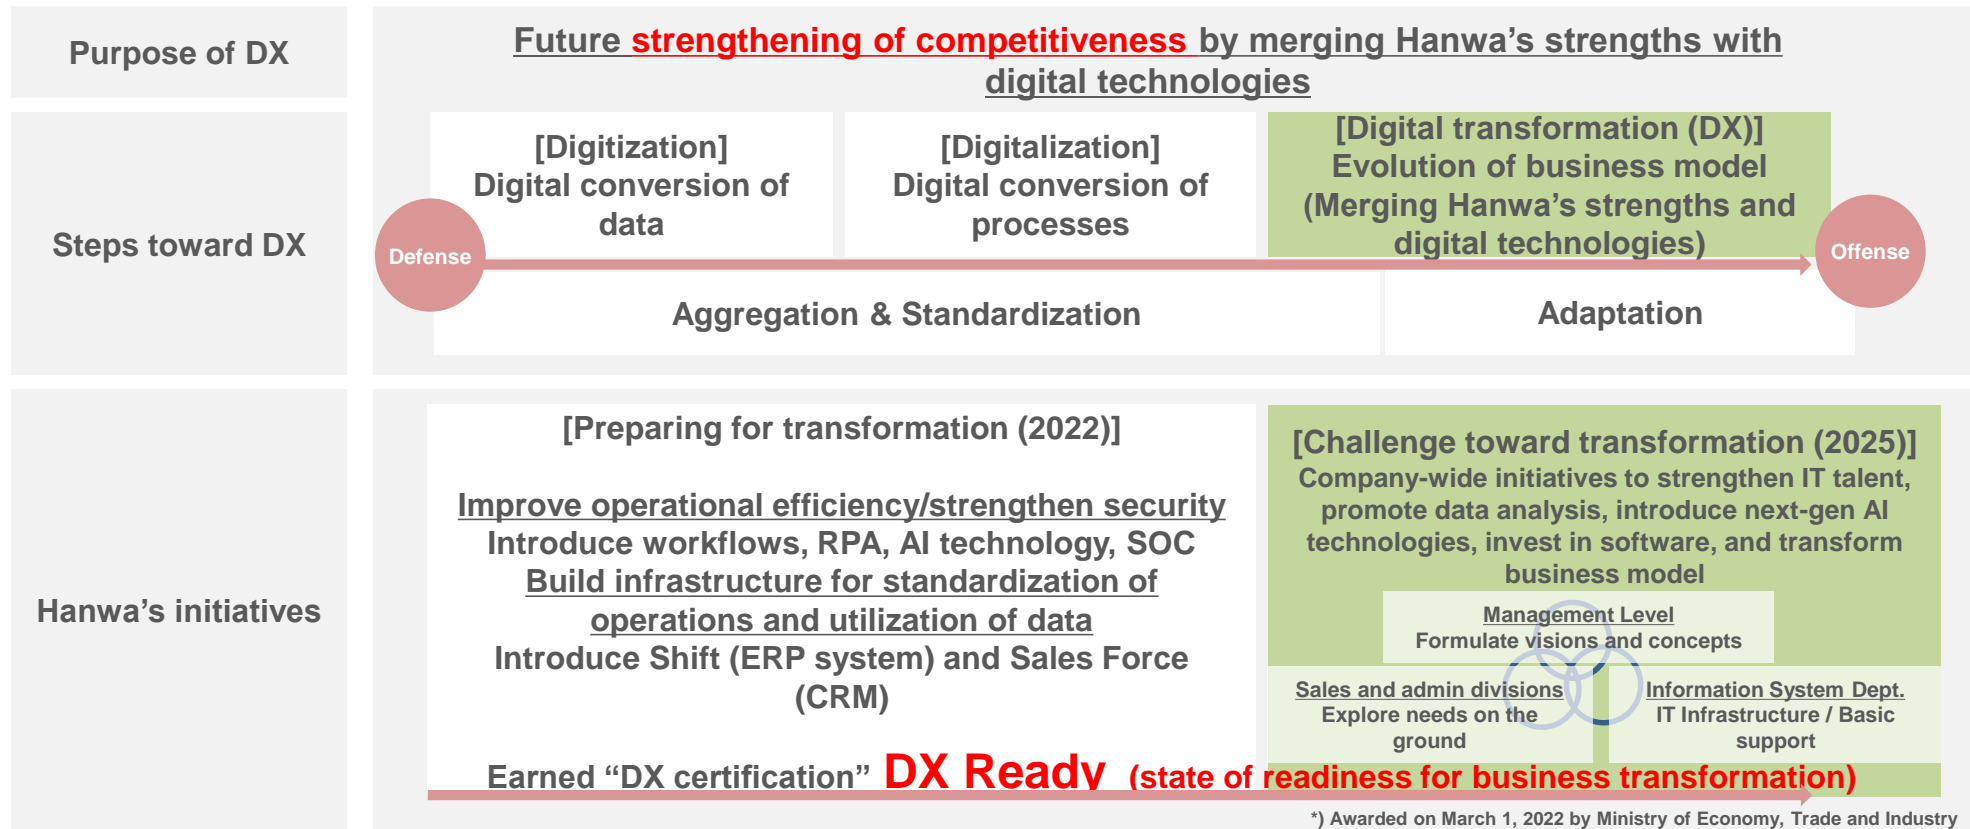 Purpose of DX
Future strengthening of competitiveness by merging Hanwa’s strengths with
digital technologies
Steps toward DX
[Digitization]
Digital conversion of
data
[Digitalization]
Digital conversion of
processes
[Digital transformation (DX)]
Evolution of business model
(Merging Hanwa’s strengths and
digital technologies)
Defense
Offense
Aggregation & Standardization
Adaptation
Hanwa’s initiatives
[Preparing for transformation (2022)]
Improve operational efficiency/strengthen security
Introduce workflows, RPA, AI technology, SOC
Build infrastructure for standardization of
operations and utilization of data
Introduce Shift (ERP system) and Sales Force
(CRM)
Earned “DX certification” DX Ready (state of readiness for business transformation)
[Challenge toward transformation (2025)]
Company-wide initiatives to strengthen IT talent,
promote data analysis, introduce next-gen AI
technologies, invest in software, and transform
business model
Management Level
Formulate visions and concepts
Sales and admin divisions
Explore needs on the
ground
Information System Dept.
IT Infrastructure / Basic
support
*) Awarded on March 1, 2022 by Ministry of Economy, Trade and Industry